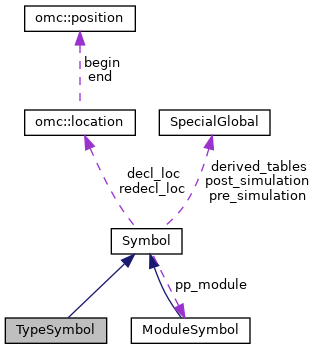 omc::position
begin
end
omc::location
SpecialGlobal
decl_loc
redecl_loc
derived_tables
post_simulation
pre_simulation
Symbol
pp_module
TypeSymbol
ModuleSymbol